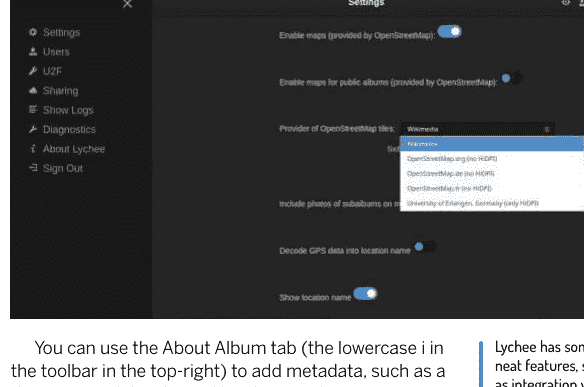 Settings
Settings
Users
U2F
Sharing
Show Logs
Diagnostics
About Lychee
Sign Out
Enable maps (provided by OpenStreetMap):
Enable maps for public albums (provided by OpenStreetMap):
Provider of OpenStreetMap tiles:
Wikimedia
Wikimedia
OpenStreetMap.org (no HiDPI)
OpenStreetMap.de (no HiDPI)
OpenStreetMap.fr (no HiDPI)
University of Erlangen, Germany (only HiDPI)
Include photos of subalbums on
Decode GPS data into location name
Show location name
You can use the About Album tab (the lowercase i in
the toolbar in the top-right) to add metadata, such as a
Lychee has
neat features,
as integration